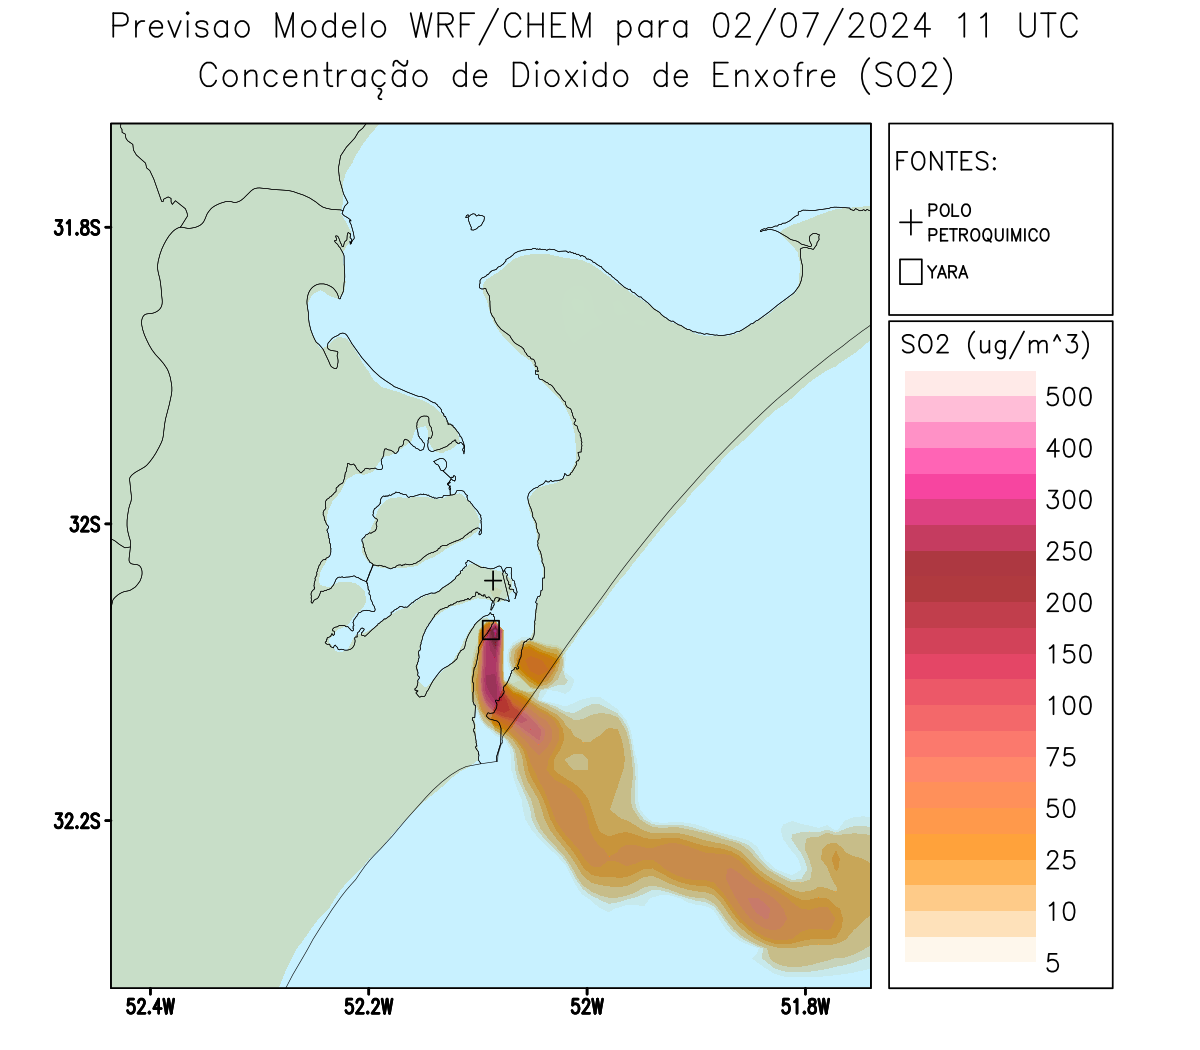 Previsao Modelo WRF/CHEM para 02/07/2024 11 UTC
Concentração de Dioxido de Enxofre (SO2)
FONTES:
POLO
PETROQUIMICO
YARA
SO2 (ug/m^3)
500
400
300
250
200
150
100
75
50
25
10
5
31.8S
32S
32.2S
52.4W
52.2W
52W
51.8W